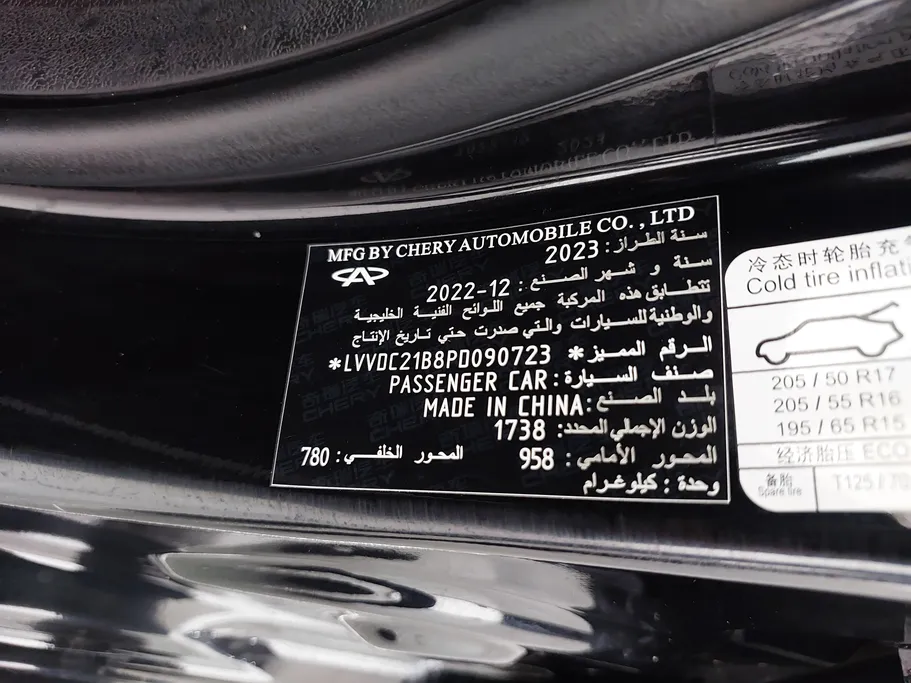 MFG BY CHERY AUTOMOBILE CO. , LTD
سنة الطراز: 2023
سنة و شهر الصنع: 2022-12
تتطابق هذه المركبة جميع اللوائح الفنية الخليجية
والوطنية للسيارات والتي صدرت حتي تاريخ الإنتاج
الرقم المميز: *LVVDC21B8PD090723*
صنف السيارة: PASSENGER CAR
بلد الصنع: MADE IN CHINA
الوزن الإجمالي المحدد: 1738
المحور الأمامي: 958 المحور الخلفي: 780
وحدة: كيلوغرام
冷态时轮胎充
Cold tire inflati
205 / 50 R17
205 / 55 R16
195 / 65 R15
经济胎压 ECO
备胎
Spare tire
T125 / 70